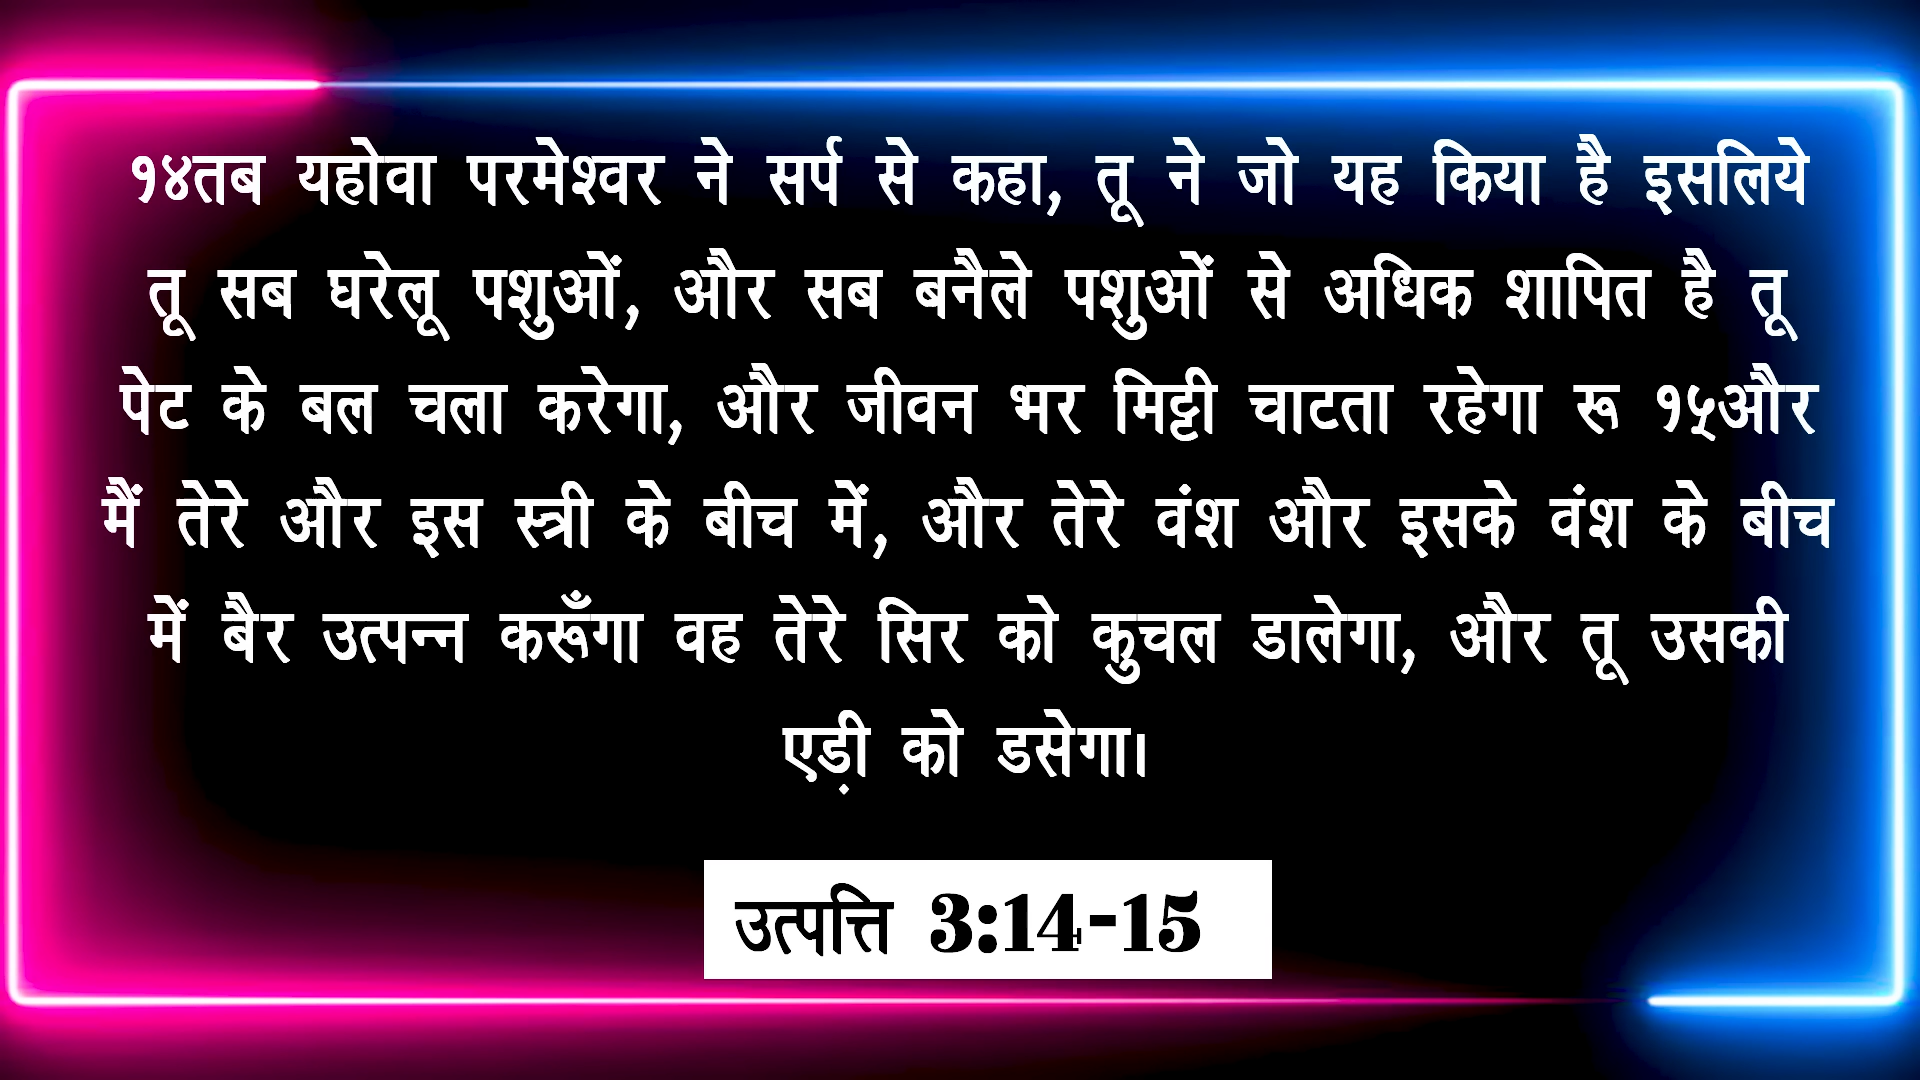 १४तब यहोवा परमेश्वर ने सर्प से कहा, तू ने जो यह किया है इसलिये
तू सब घरेलू पशुओं, और सब बनैले पशुओं से अधिक शापित है तू
पेट के बल चला करेगा, और जीवन भर मिट्टी चाटता रहेगा रू १५और
मैं तेरे और इस स्त्री के बीच में, और तेरे वंश और इसके वंश के बीच
में बैर उत्पन्न करूँगा वह तेरे सिर को कुचल डालेगा, और तू उसकी
एड़ी को डसेगा।
उत्पत्ति 3:14-15